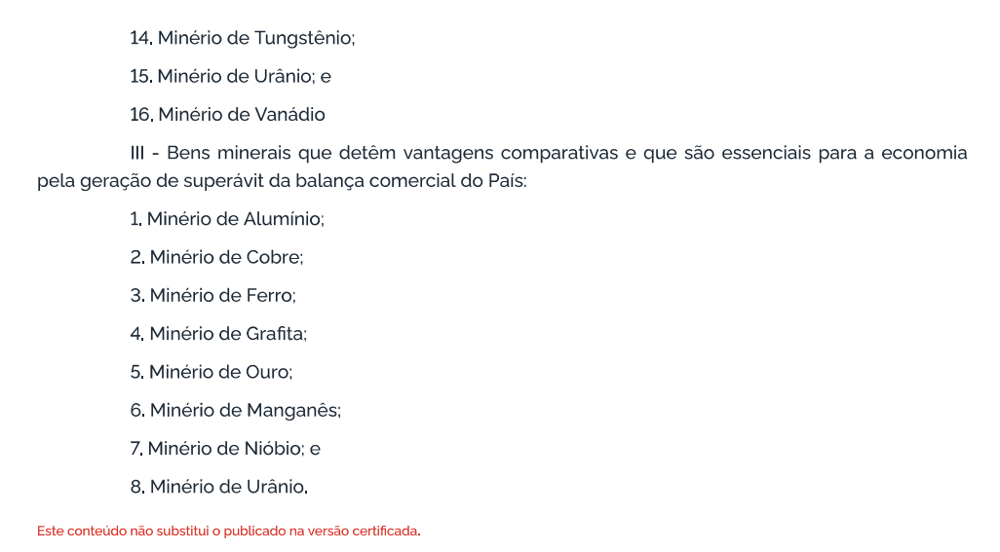 14. Minério de Tungstênio;
15. Minério de Urânio; e
16. Minério de Vanádio
III - Bens minerais que detêm vantagens comparativas e que são essenciais para a economia
pela geração de superávit da balança comercial do País:
1. Minério de Alumínio;
2. Minério de Cobre;
3. Minério de Ferro;
4. Minério de Grafita;
5. Minério de Ouro;
6. Minério de Manganês;
7. Minério de Nióbio; e
8. Minério de Urânio.
Este conteúdo não substitui o publicado na versão certificada.